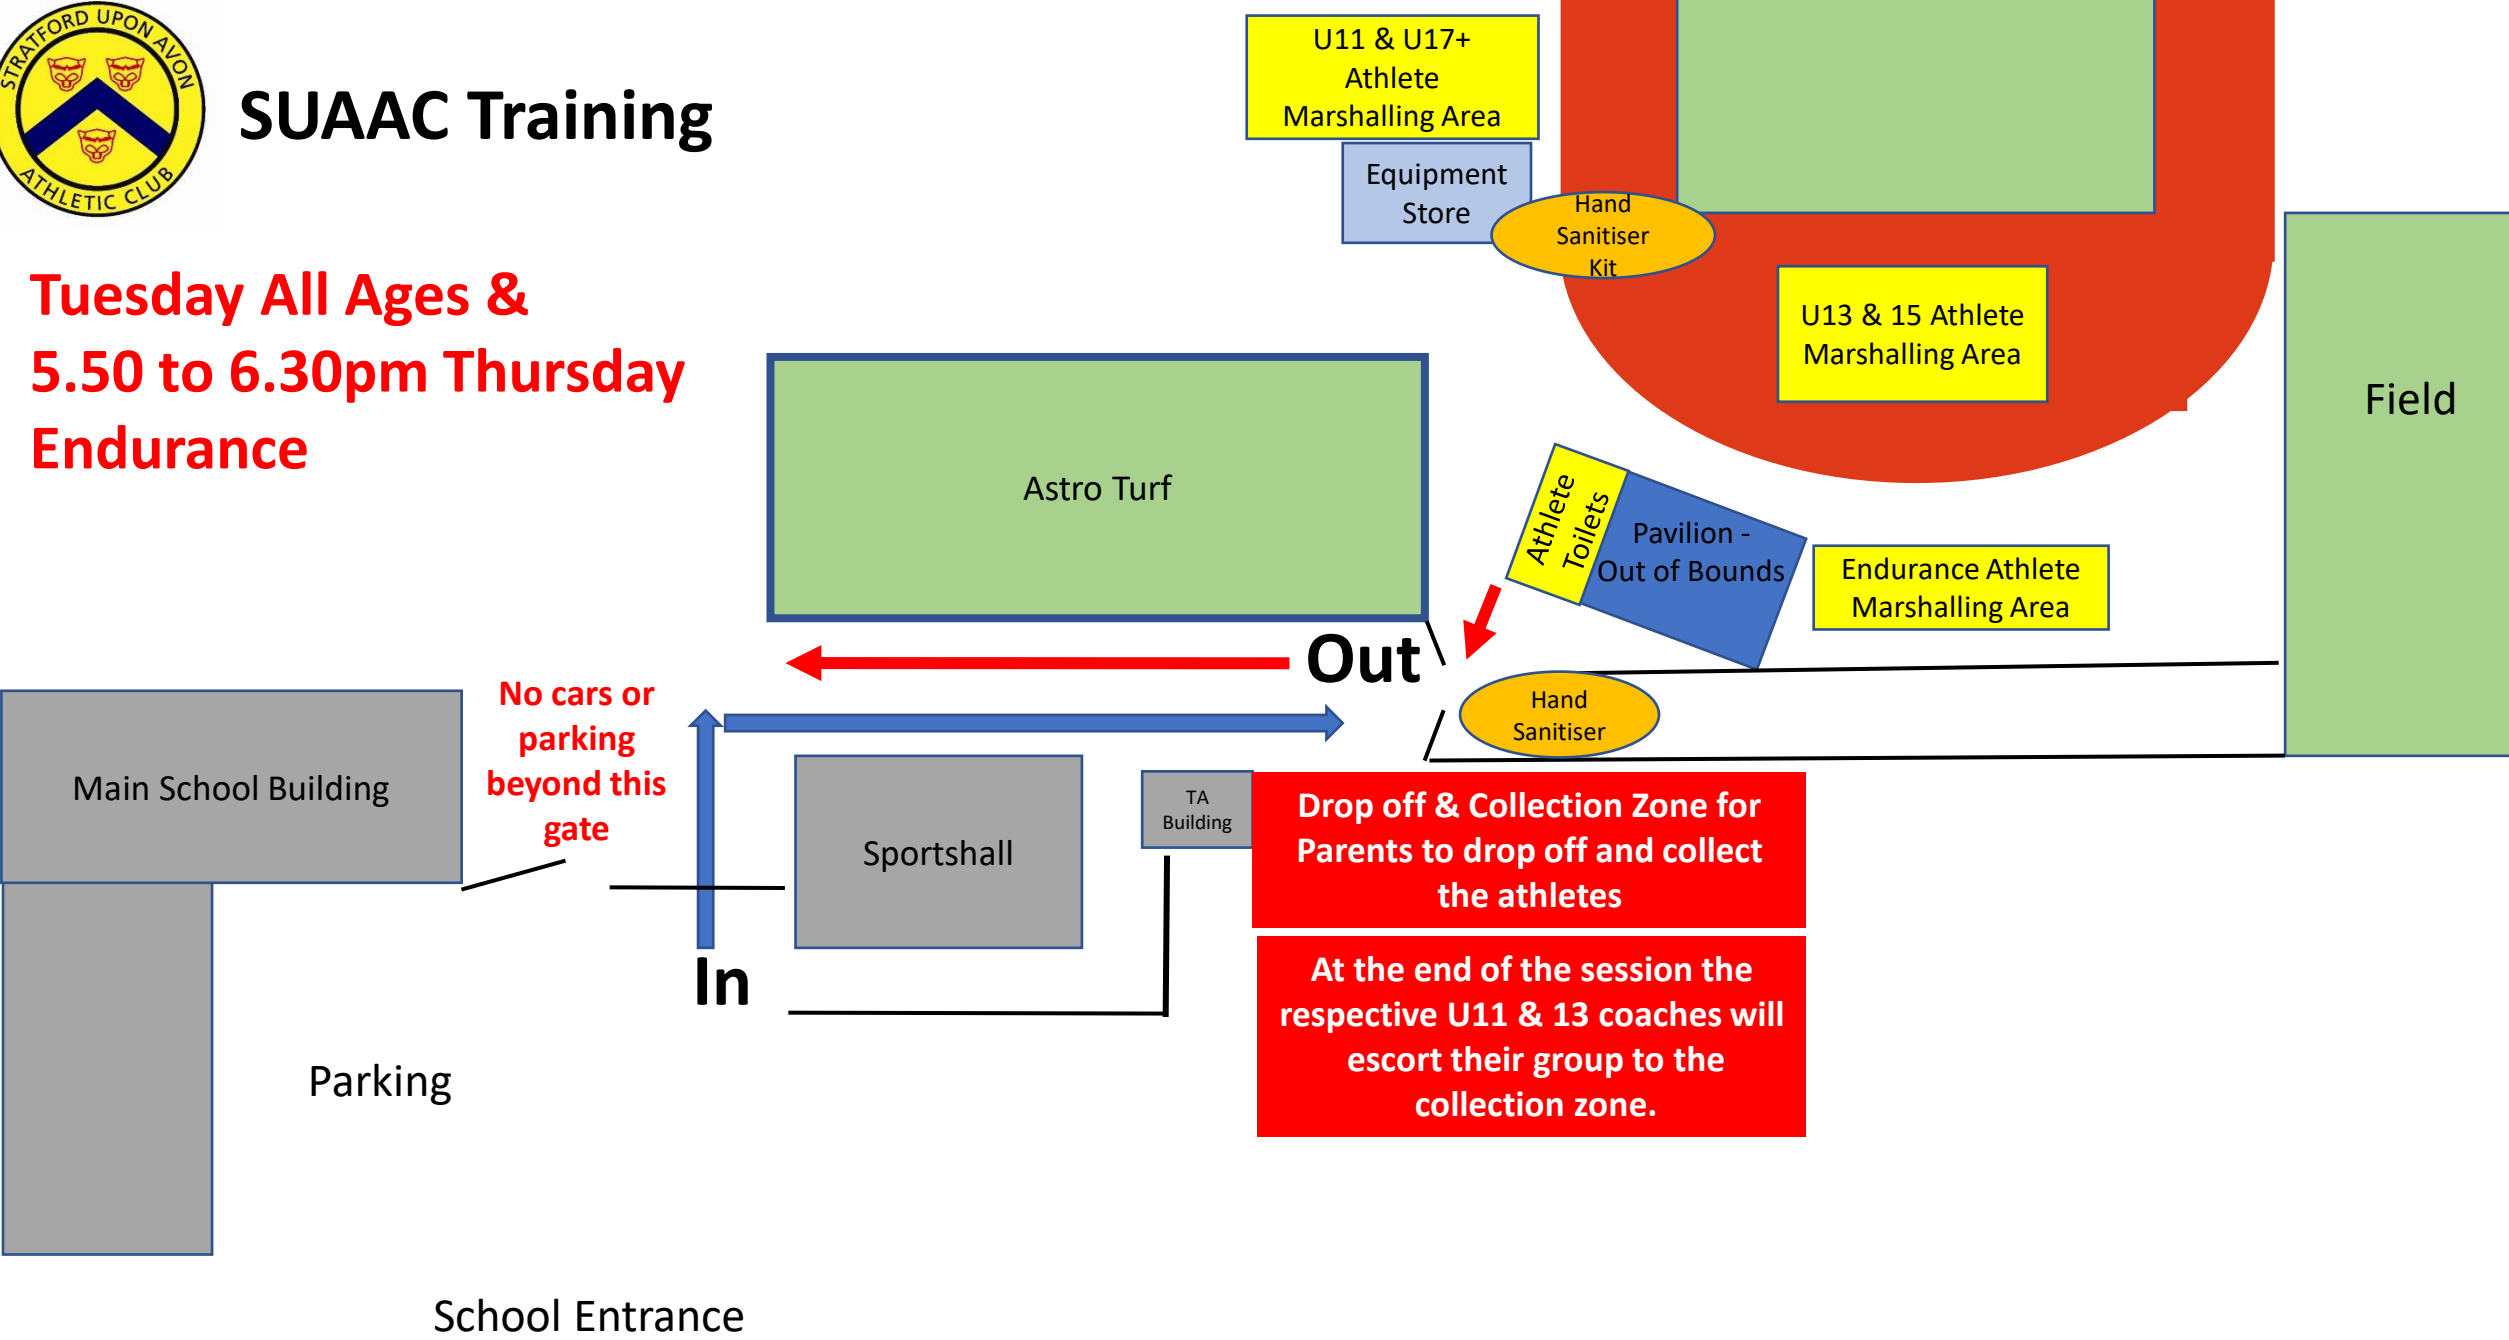 STRATFORD UPON AVON
ATHLETIC CLUB
SUAAC Training
Tuesday All Ages &
5.50 to 6.30pm Thursday
Endurance
U11 & U17+
Athlete
Marshalling Area
Equipment
Store
Hand
Sanitiser
Kit
U13 & 15 Athlete
Marshalling Area
Field
Astro Turf
Athlete
Toilets
Pavilion -
Out of Bounds
Endurance Athlete
Marshalling Area
Out
Hand
Sanitiser
No cars or
parking
beyond this
gate
Main School Building
Sportshall
TA
Building
Drop off & Collection Zone for
Parents to drop off and collect
the athletes
In
At the end of the session the
respective U11 & 13 coaches will
escort their group to the
collection zone.
Parking
School Entrance